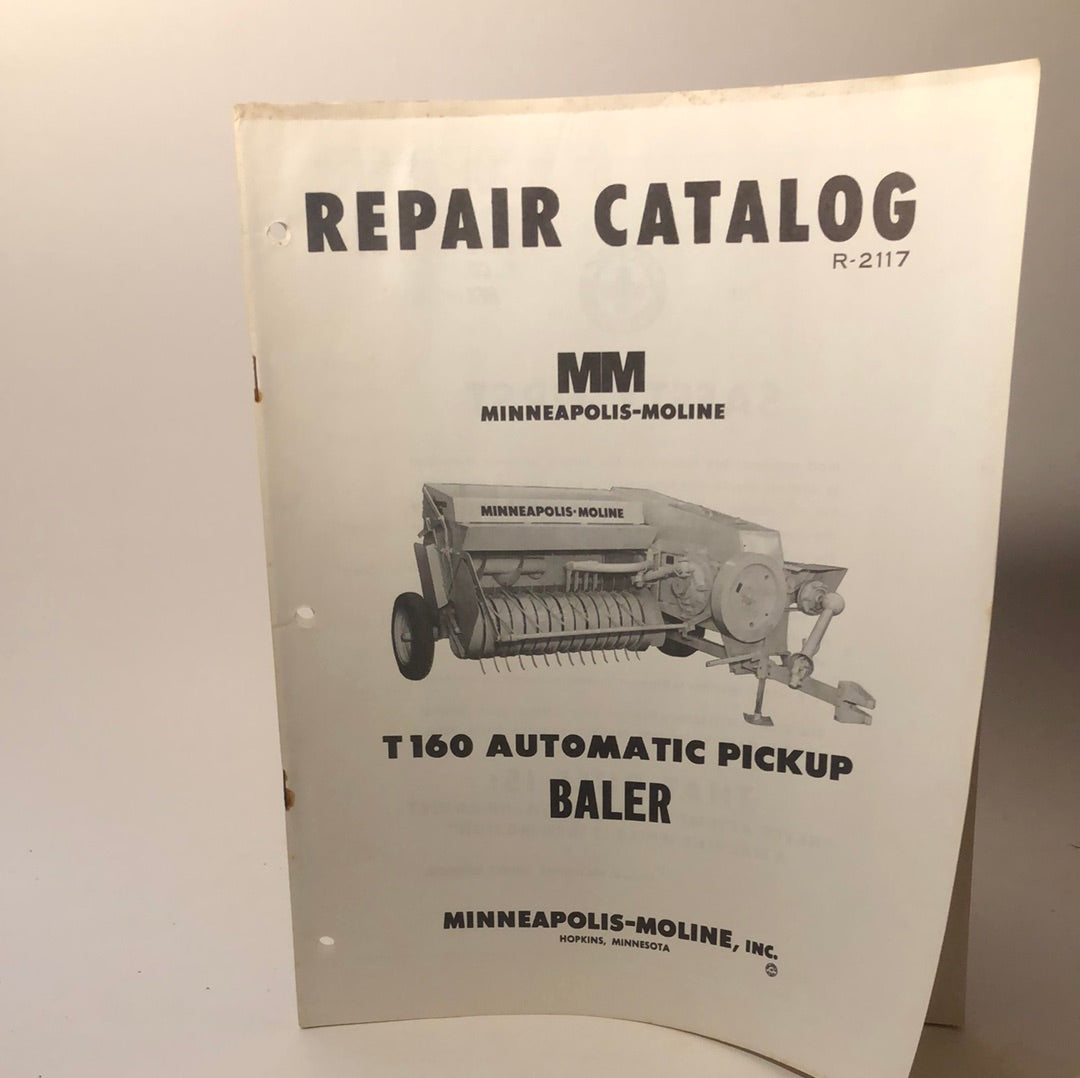 REPAIR CATALOG
R-2117
MM
MINNEAPOLIS-MOLINE
MINNEAPOLIS-MOLINE
T160 AUTOMATIC PICKUP
BALER
MINNEAPOLIS-MOLINE, INC.
HOPKINS, MINNESOTA